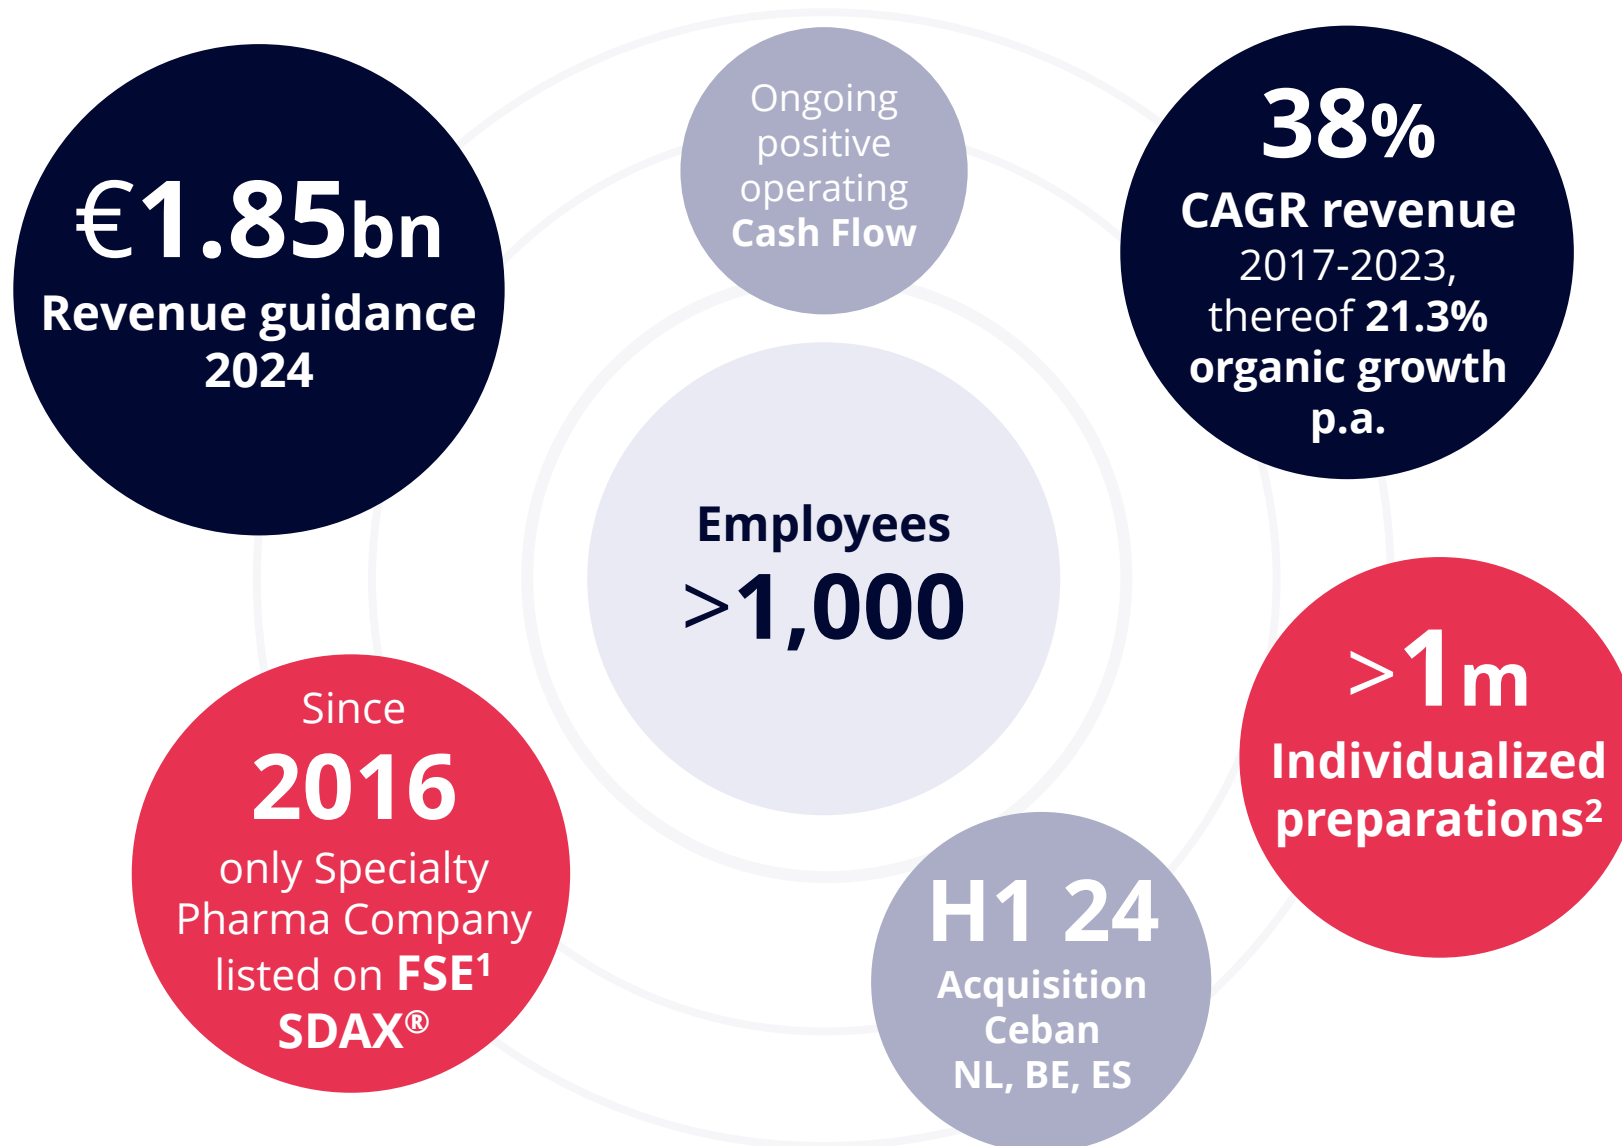 €1.85bn
Revenue guidance
2024
Ongoing
positive
operating
Cash Flow
38%
CAGR revenue
2017-2023,
thereof 21.3%
organic growth
p.a.
Employees
>1,000
Since
2016
only Specialty
Pharma Company
listed on FSE¹
SDAX®
H1 24
Acquisition
Ceban
NL, BE, ES
>1m
Individualized
preparations²